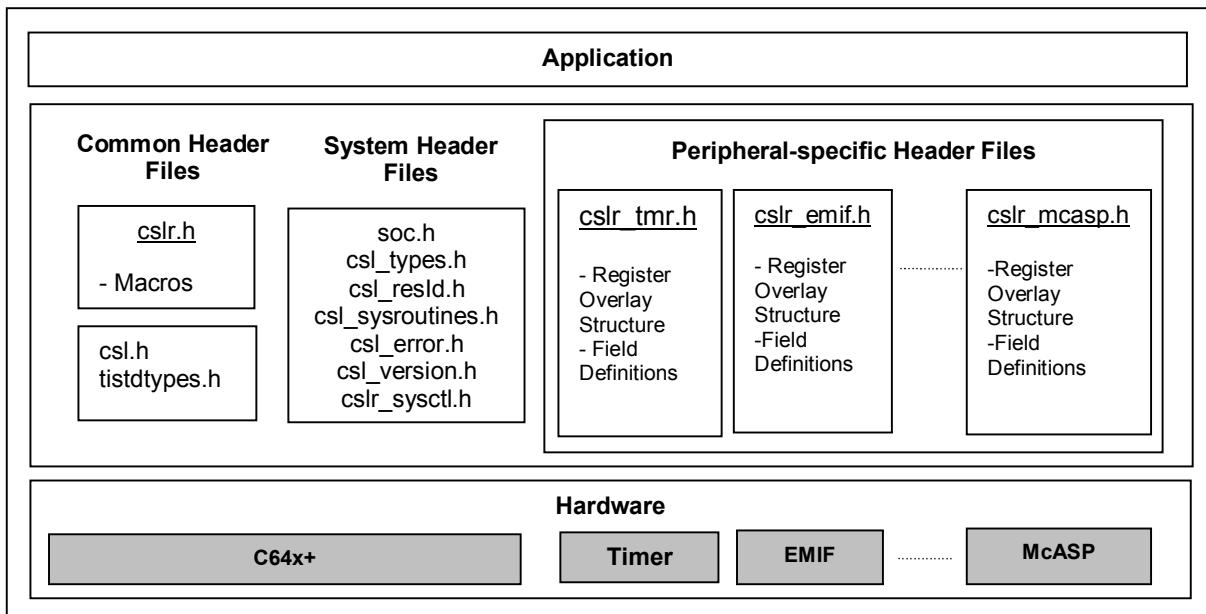 Application
Common Header
Files
cslr.h
- Macros
csl.h
tistdtypes.h
System Header
Files
soc.h
csl_types.h
csl_resId.h
csl_sysroutines.h
csl_error.h
csl_version.h
cslr_sysctl.h
Peripheral-specific Header Files
cslr_tmr.h
- Register
Overlay
Structure
- Field
Definitions
cslr_emif.h
- Register
Overlay
Structure
-Field
Definitions
cslr_mcasp.h
-Register
Overlay
Structure
-Field
Definitions
Hardware
C64x+
Timer
EMIF
McASP